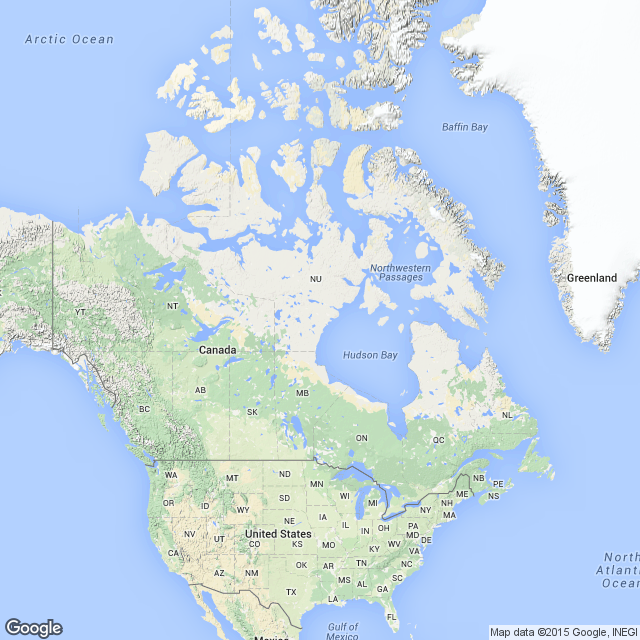 Arctic Ocean
Baffin Bay
Northwestern
Passages
NU
Greenland
NT
YT
Canada
Hudson Bay
AB
MB
BC
SK
NL
ON
QC
WA
MT
ND
NB
PE
MN
ME
NS
OR
ID
SD
WI
MI
NH
WY
NY
MA
IA
NE
IL
IN
OH
PA
NV
UT
United States
MD
DE
CO
KS
MO
KY
WV
VA
CA
OK
AR
TN
NC
AZ
NM
MS
AL
SC
TX
GA
LA
FL
North
Atlanti
Ocean
Gulf of
Mexico
Mexico
Google
Map data ©2015 Google, INEGI